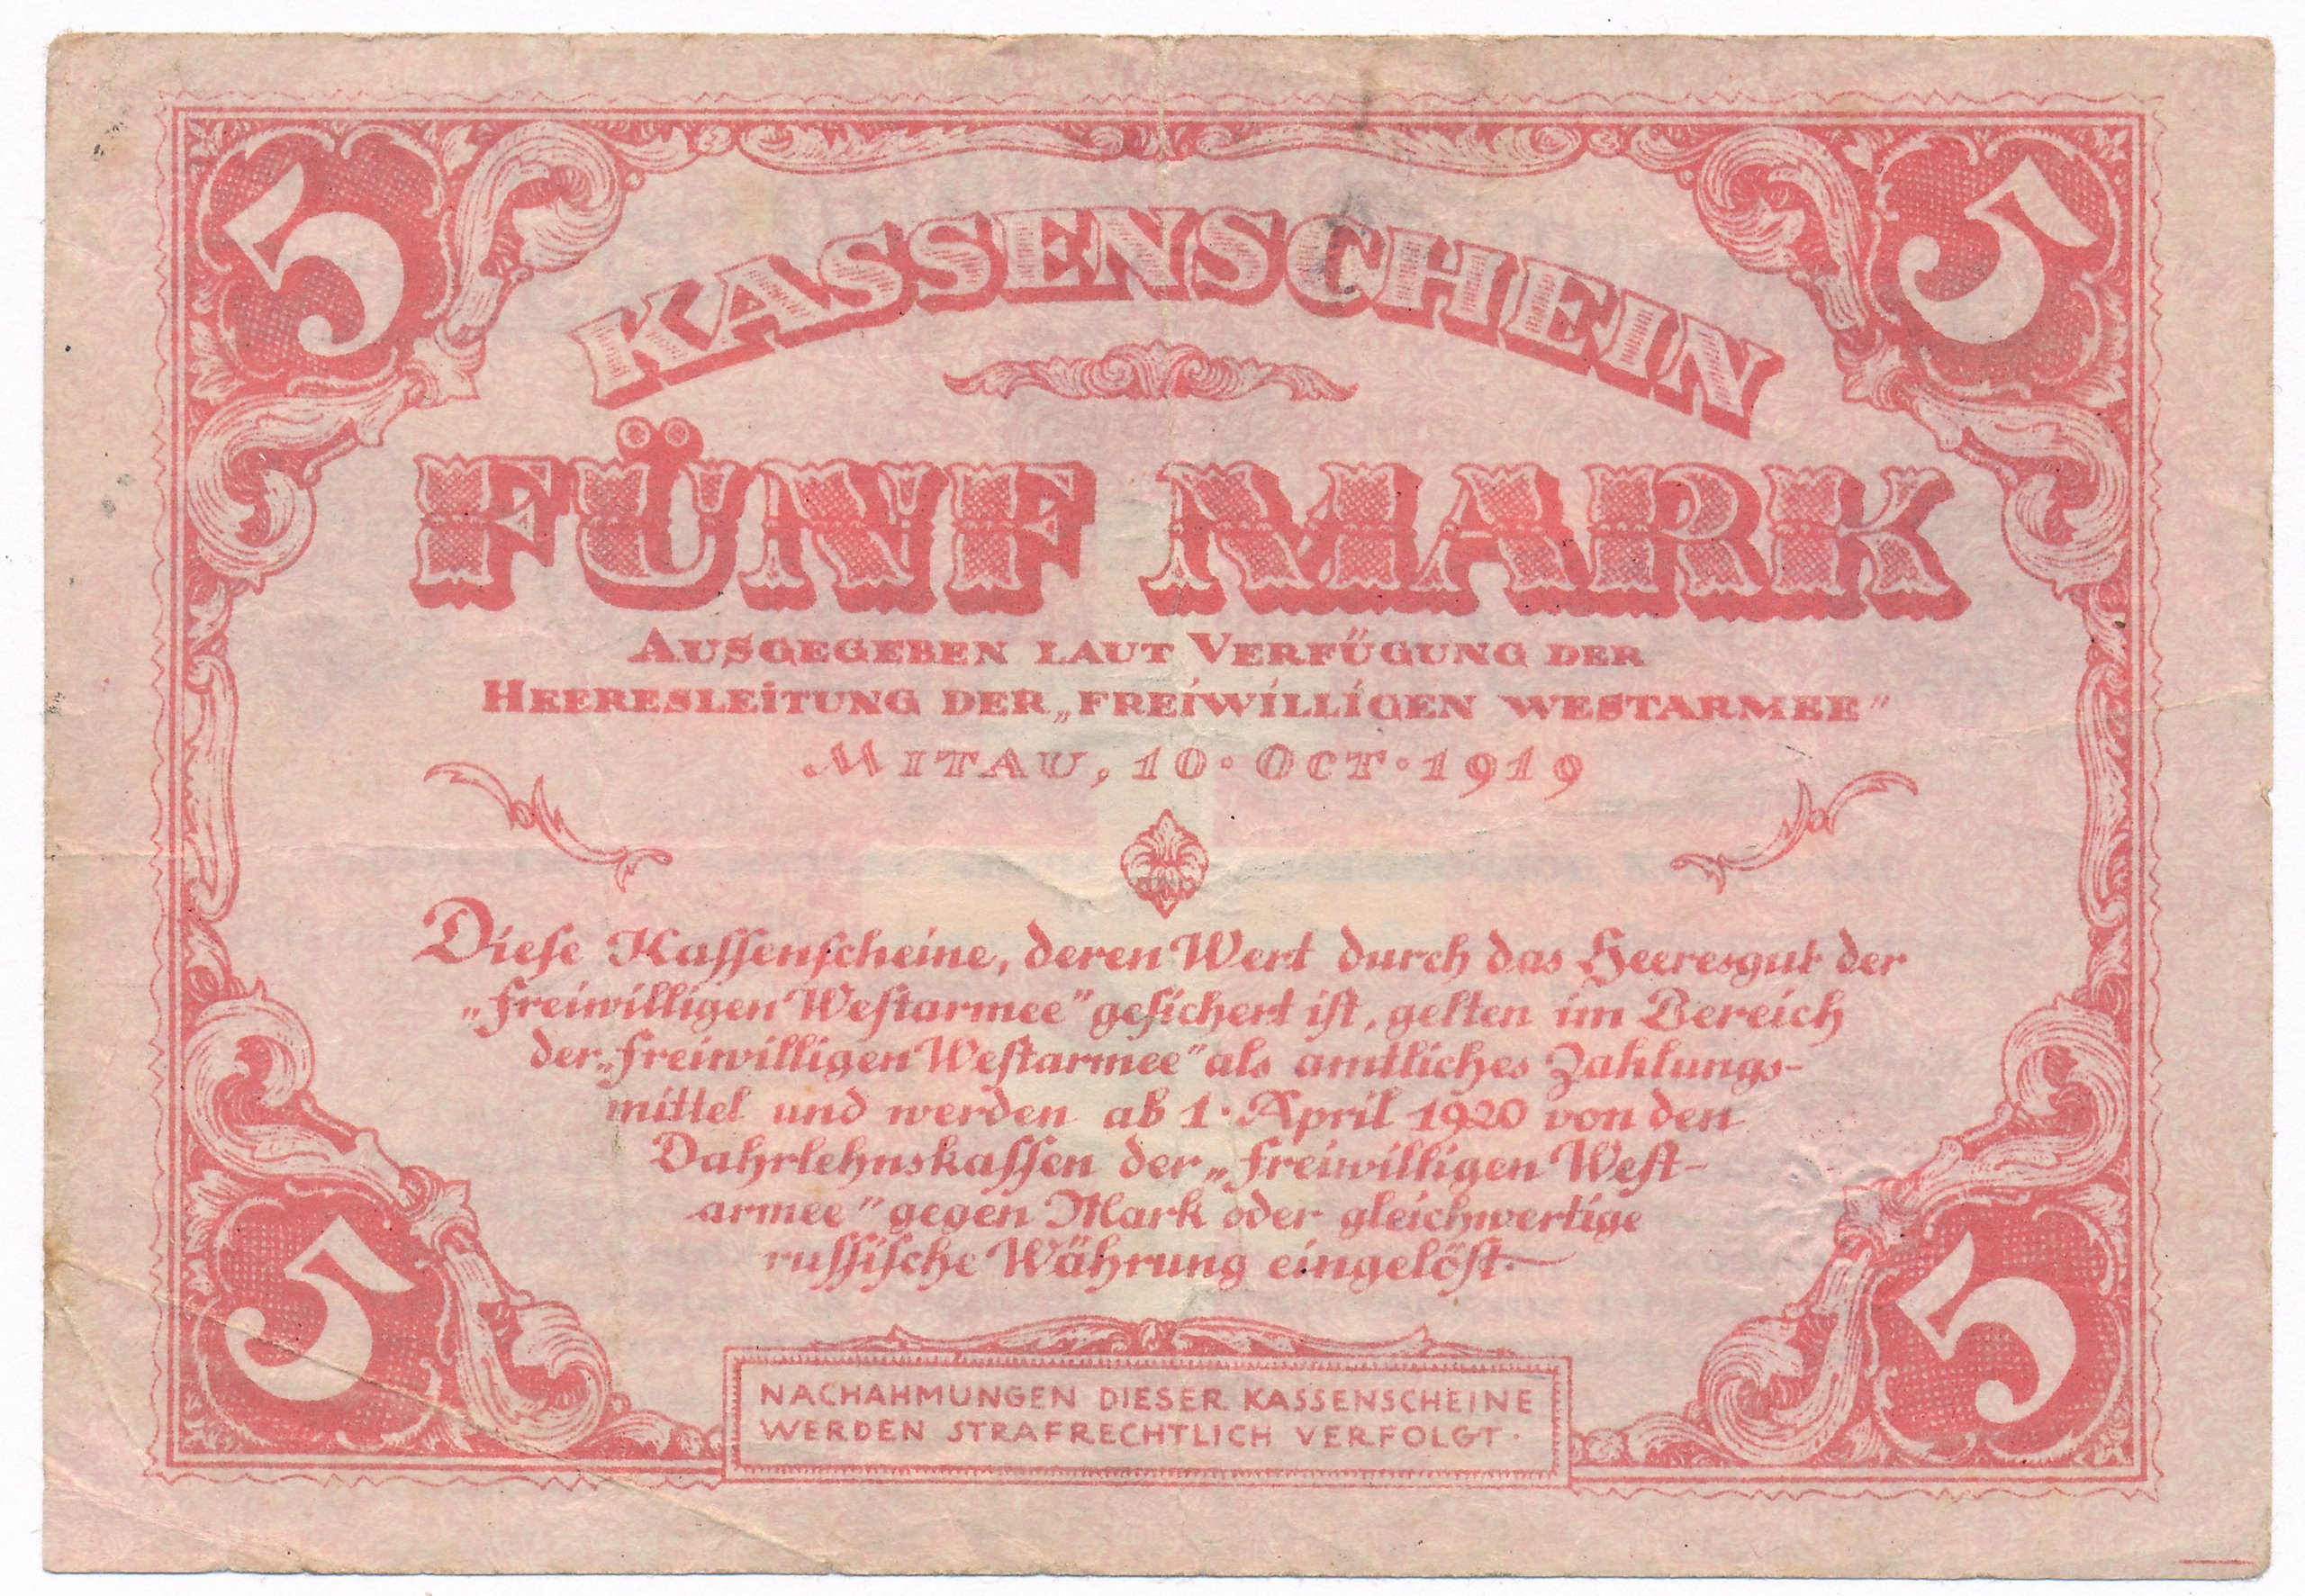 5 5
KASSENSCHEIN
FÜNF MARK
AUSGEGEBEN LAUT VERFÜGUNG DER
HEERESLEITUNG DER „FREIWILLIGEN WESTARMEE"
MITAU, 10·OCT·1919
Dieſe Kaſſenſcheine, deren Wert durch das Heeresgut der
„Freiwilligen Weſtarmee" geſichert iſt, gelten im Bereich
der „Freiwilligen Weſtarmee" als amtliches Zahlungs-
mittel und werden ab 1. April 1920 von den
Dahrlehnskaſſen der „Freiwilligen Weſt-
armee" gegen Mark oder gleichwertige
ruſſiſche Währung eingelöſt.
5 5
NACHAHMUNGEN DIESER KASSENSCHEINE
WERDEN STRAFRECHTLICH VERFOLGT.